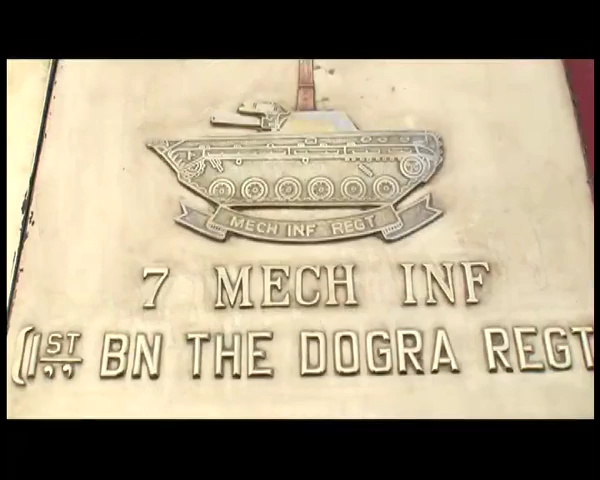 MECH INF REGT
7 MECH INF
(1ST BN THE DOGRA REGT